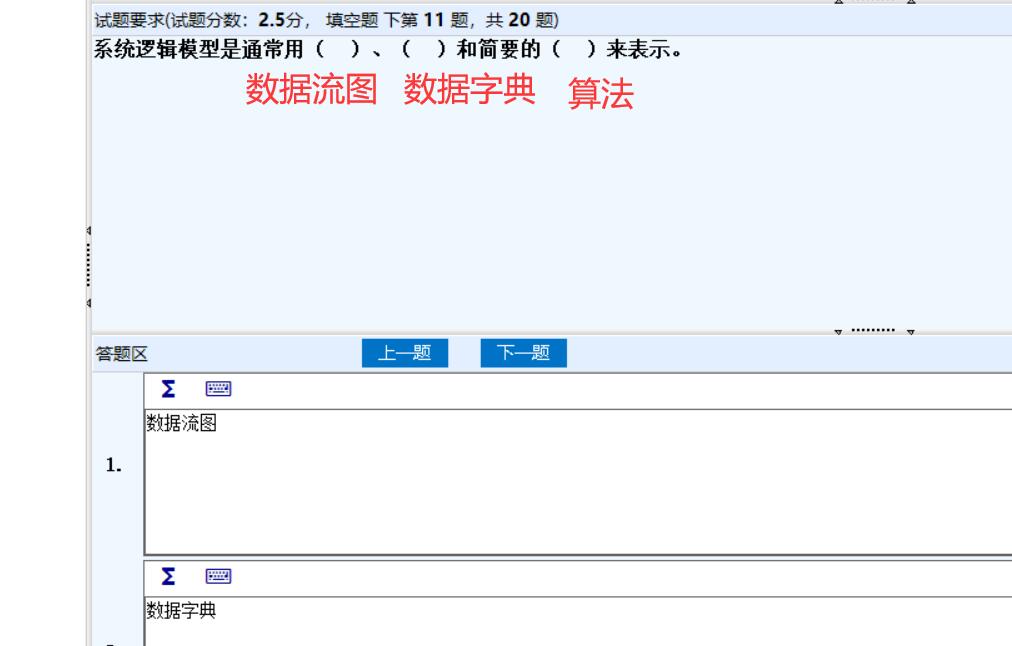 试题要求(试题分数：2.5分， 填空题 下第 11 题，共 20 题)
系统逻辑模型是通常用（ ）、（ ）和简要的（ ）来表示。
数据流图 数据字典 算法
答题区 上一题 下一题
Σ
数据流图
1.
Σ
数据字典